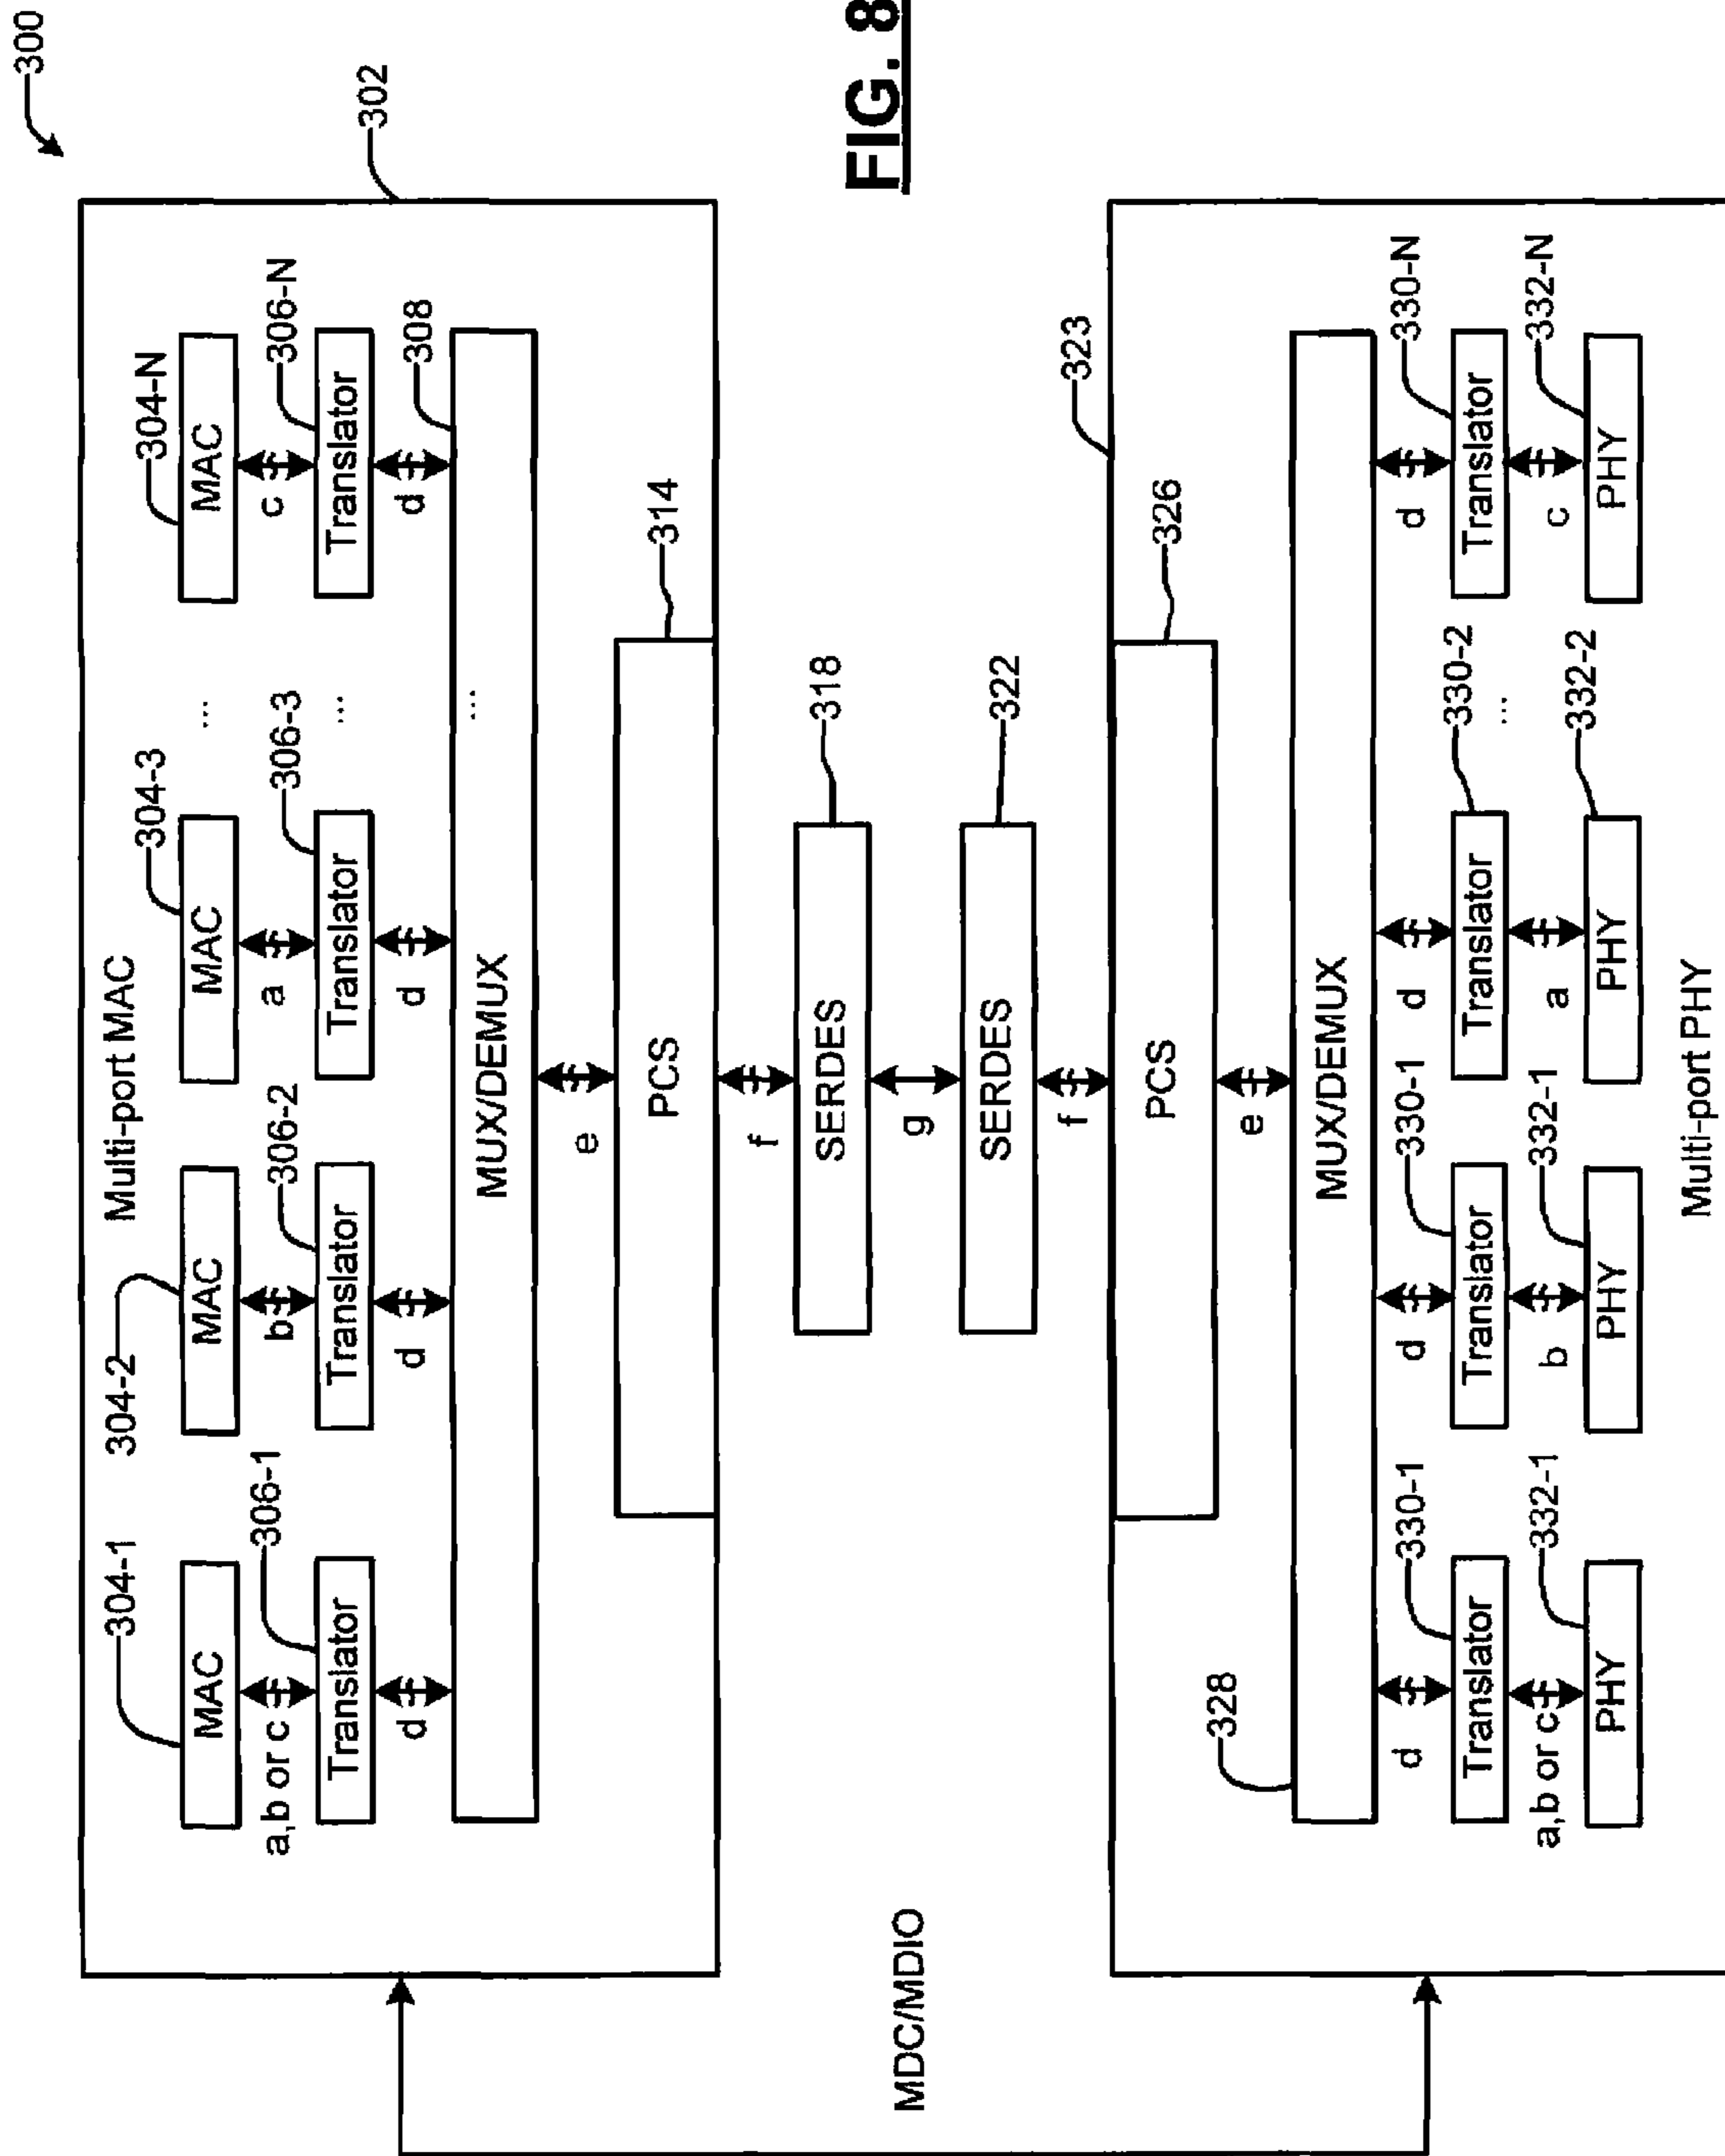 300
302
Multi-port MAC
304-1
304-2
304-3
304-N
MAC
MAC
MAC
...
MAC
a,b or c
b
a
c
306-1
306-2
306-3
306-N
Translator
Translator
Translator
...
Translator
d
d
d
d
308
...
MUX/DEMUX
e
314
PCS
f
318
SERDES
g
MDC/MDIO
FIG. 8
322
SERDES
f
323
326
PCS
e
328
MUX/DEMUX
d
d
d
d
330-1
330-1
330-2
330-N
Translator
Translator
Translator
...
Translator
a,b or c
b
a
c
332-1
332-1
332-2
332-N
PHY
PHY
PHY
PHY
Multi-port PHY